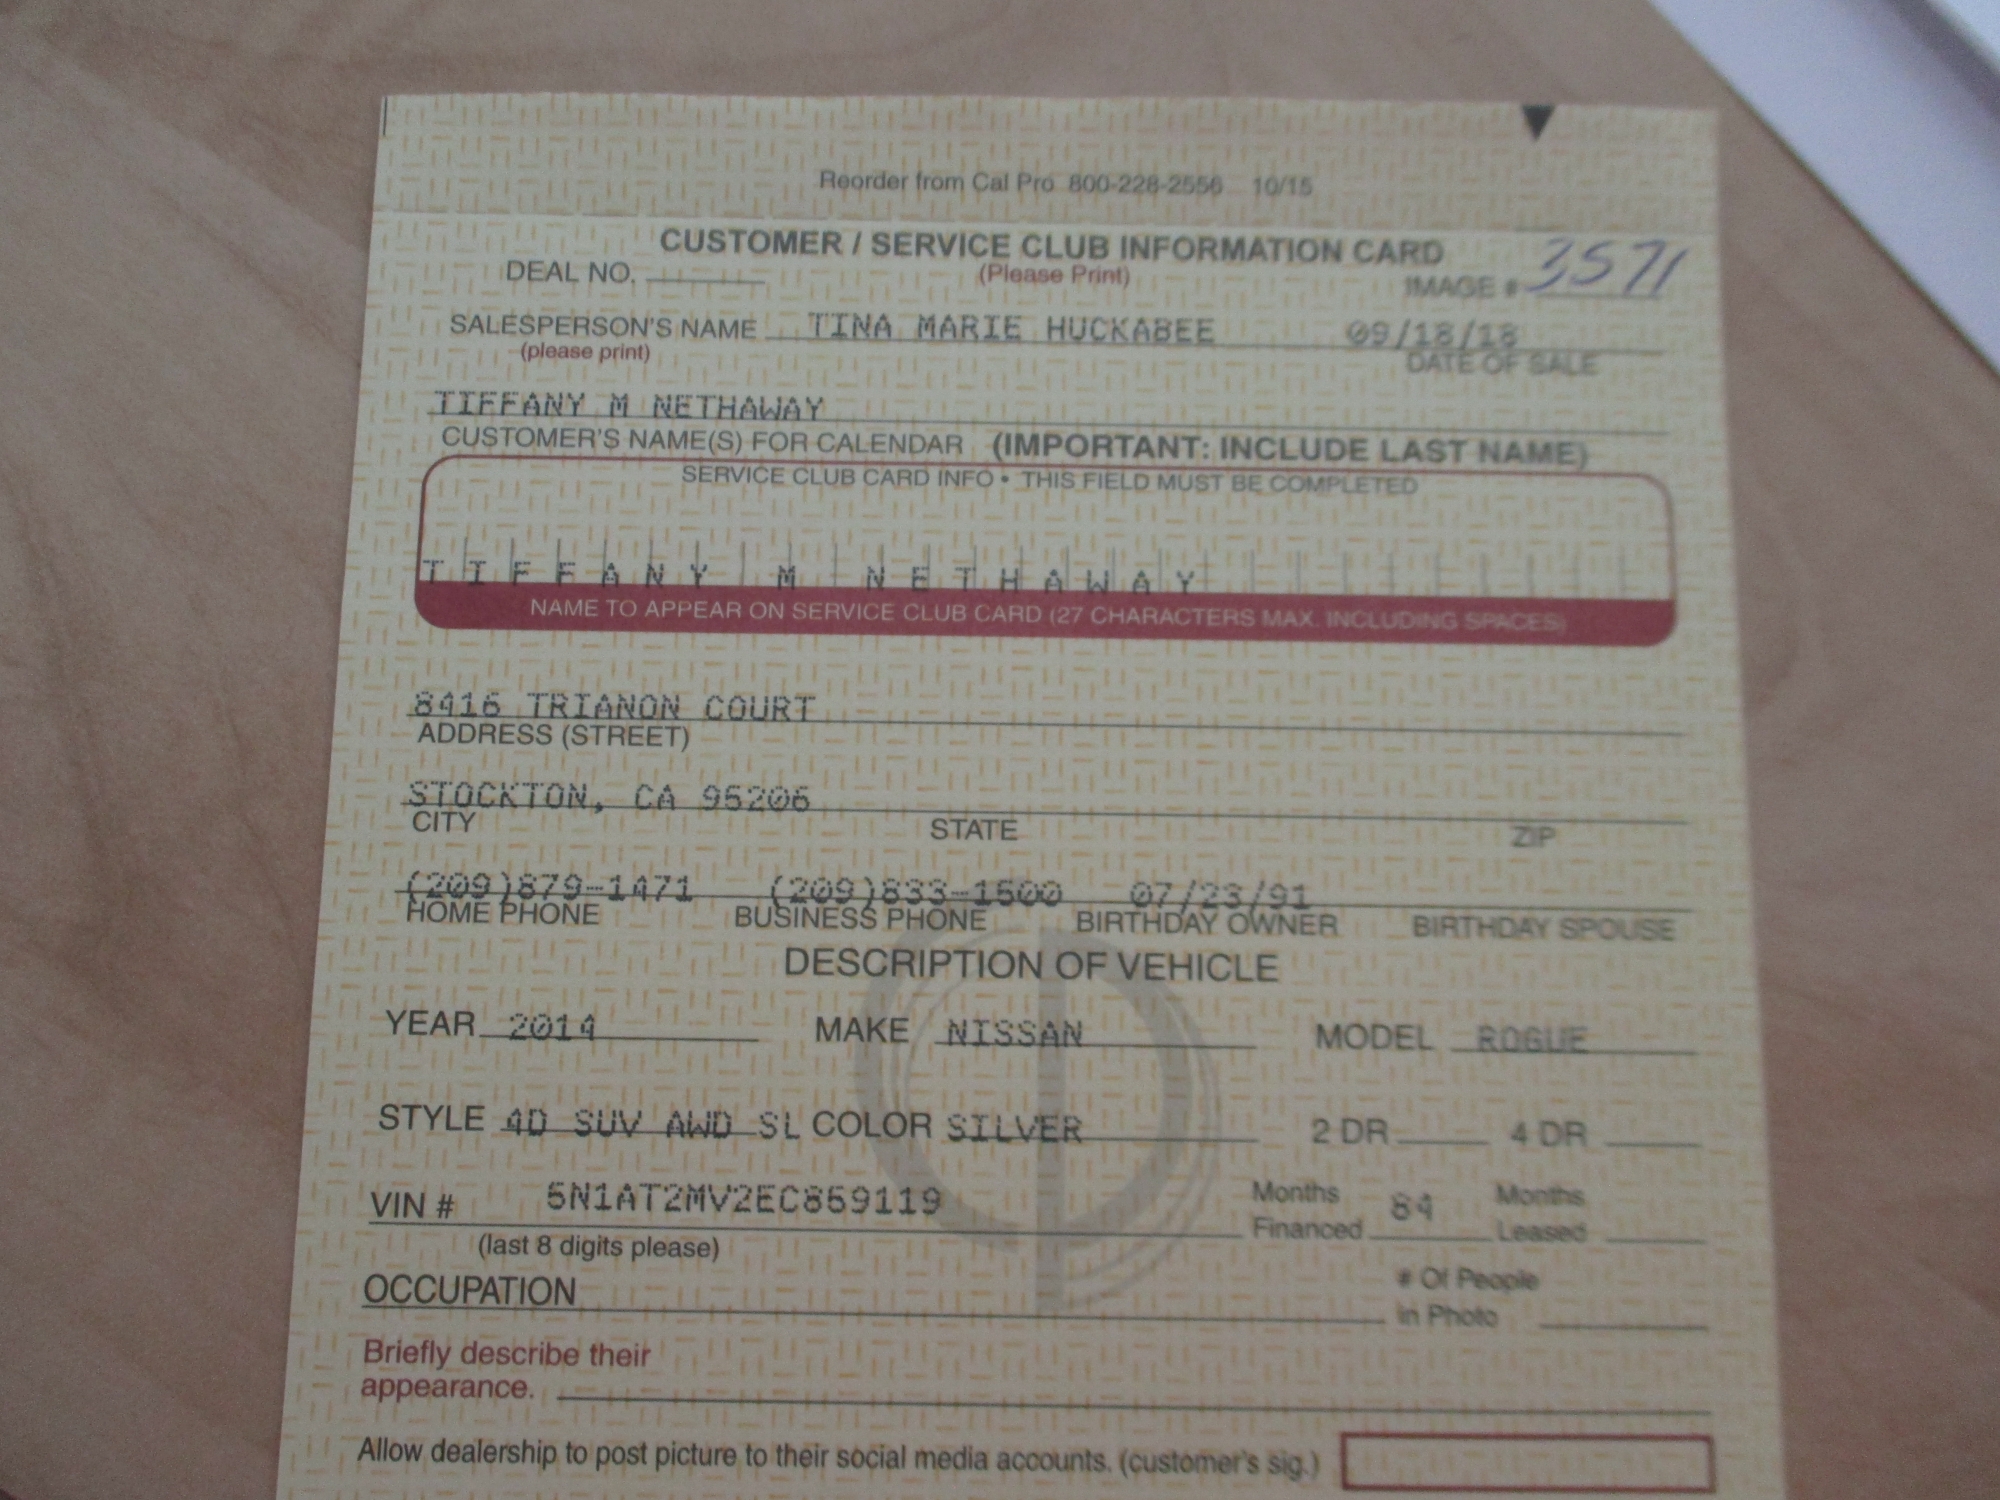 Reorder from Cal Pro 800-228-2556 10/15
CUSTOMER / SERVICE CLUB INFORMATION CARD
DEAL NO. (Please Print) IMAGE # 3571
SALESPERSON'S NAME TINA MARIE HUCKABEE 09/18/18
(please print) DATE OF SALE
TIFFANY M NETHAWAY
CUSTOMER'S NAME(S) FOR CALENDAR (IMPORTANT: INCLUDE LAST NAME)
SERVICE CLUB CARD INFO • THIS FIELD MUST BE COMPLETED
TIFFANY M NETHAWAY
NAME TO APPEAR ON SERVICE CLUB CARD (27 CHARACTERS MAX. INCLUDING SPACES)
8416 TRIANON COURT
ADDRESS (STREET)
STOCKTON, CA 95206
CITY STATE ZIP
(209)879-1471 (209)833-1500 07/23/91
HOME PHONE BUSINESS PHONE BIRTHDAY OWNER BIRTHDAY SPOUSE
DESCRIPTION OF VEHICLE
YEAR 2014 MAKE NISSAN MODEL ROGUE
STYLE 4D SUV AWD SL COLOR SILVER 2 DR 4 DR
VIN # 5N1AT2MV2EC859119 Months Financed 84 Months Leased
(last 8 digits please)
OCCUPATION # Of People in Photo
Briefly describe their
appearance.
Allow dealership to post picture to their social media accounts. (customer's sig.)